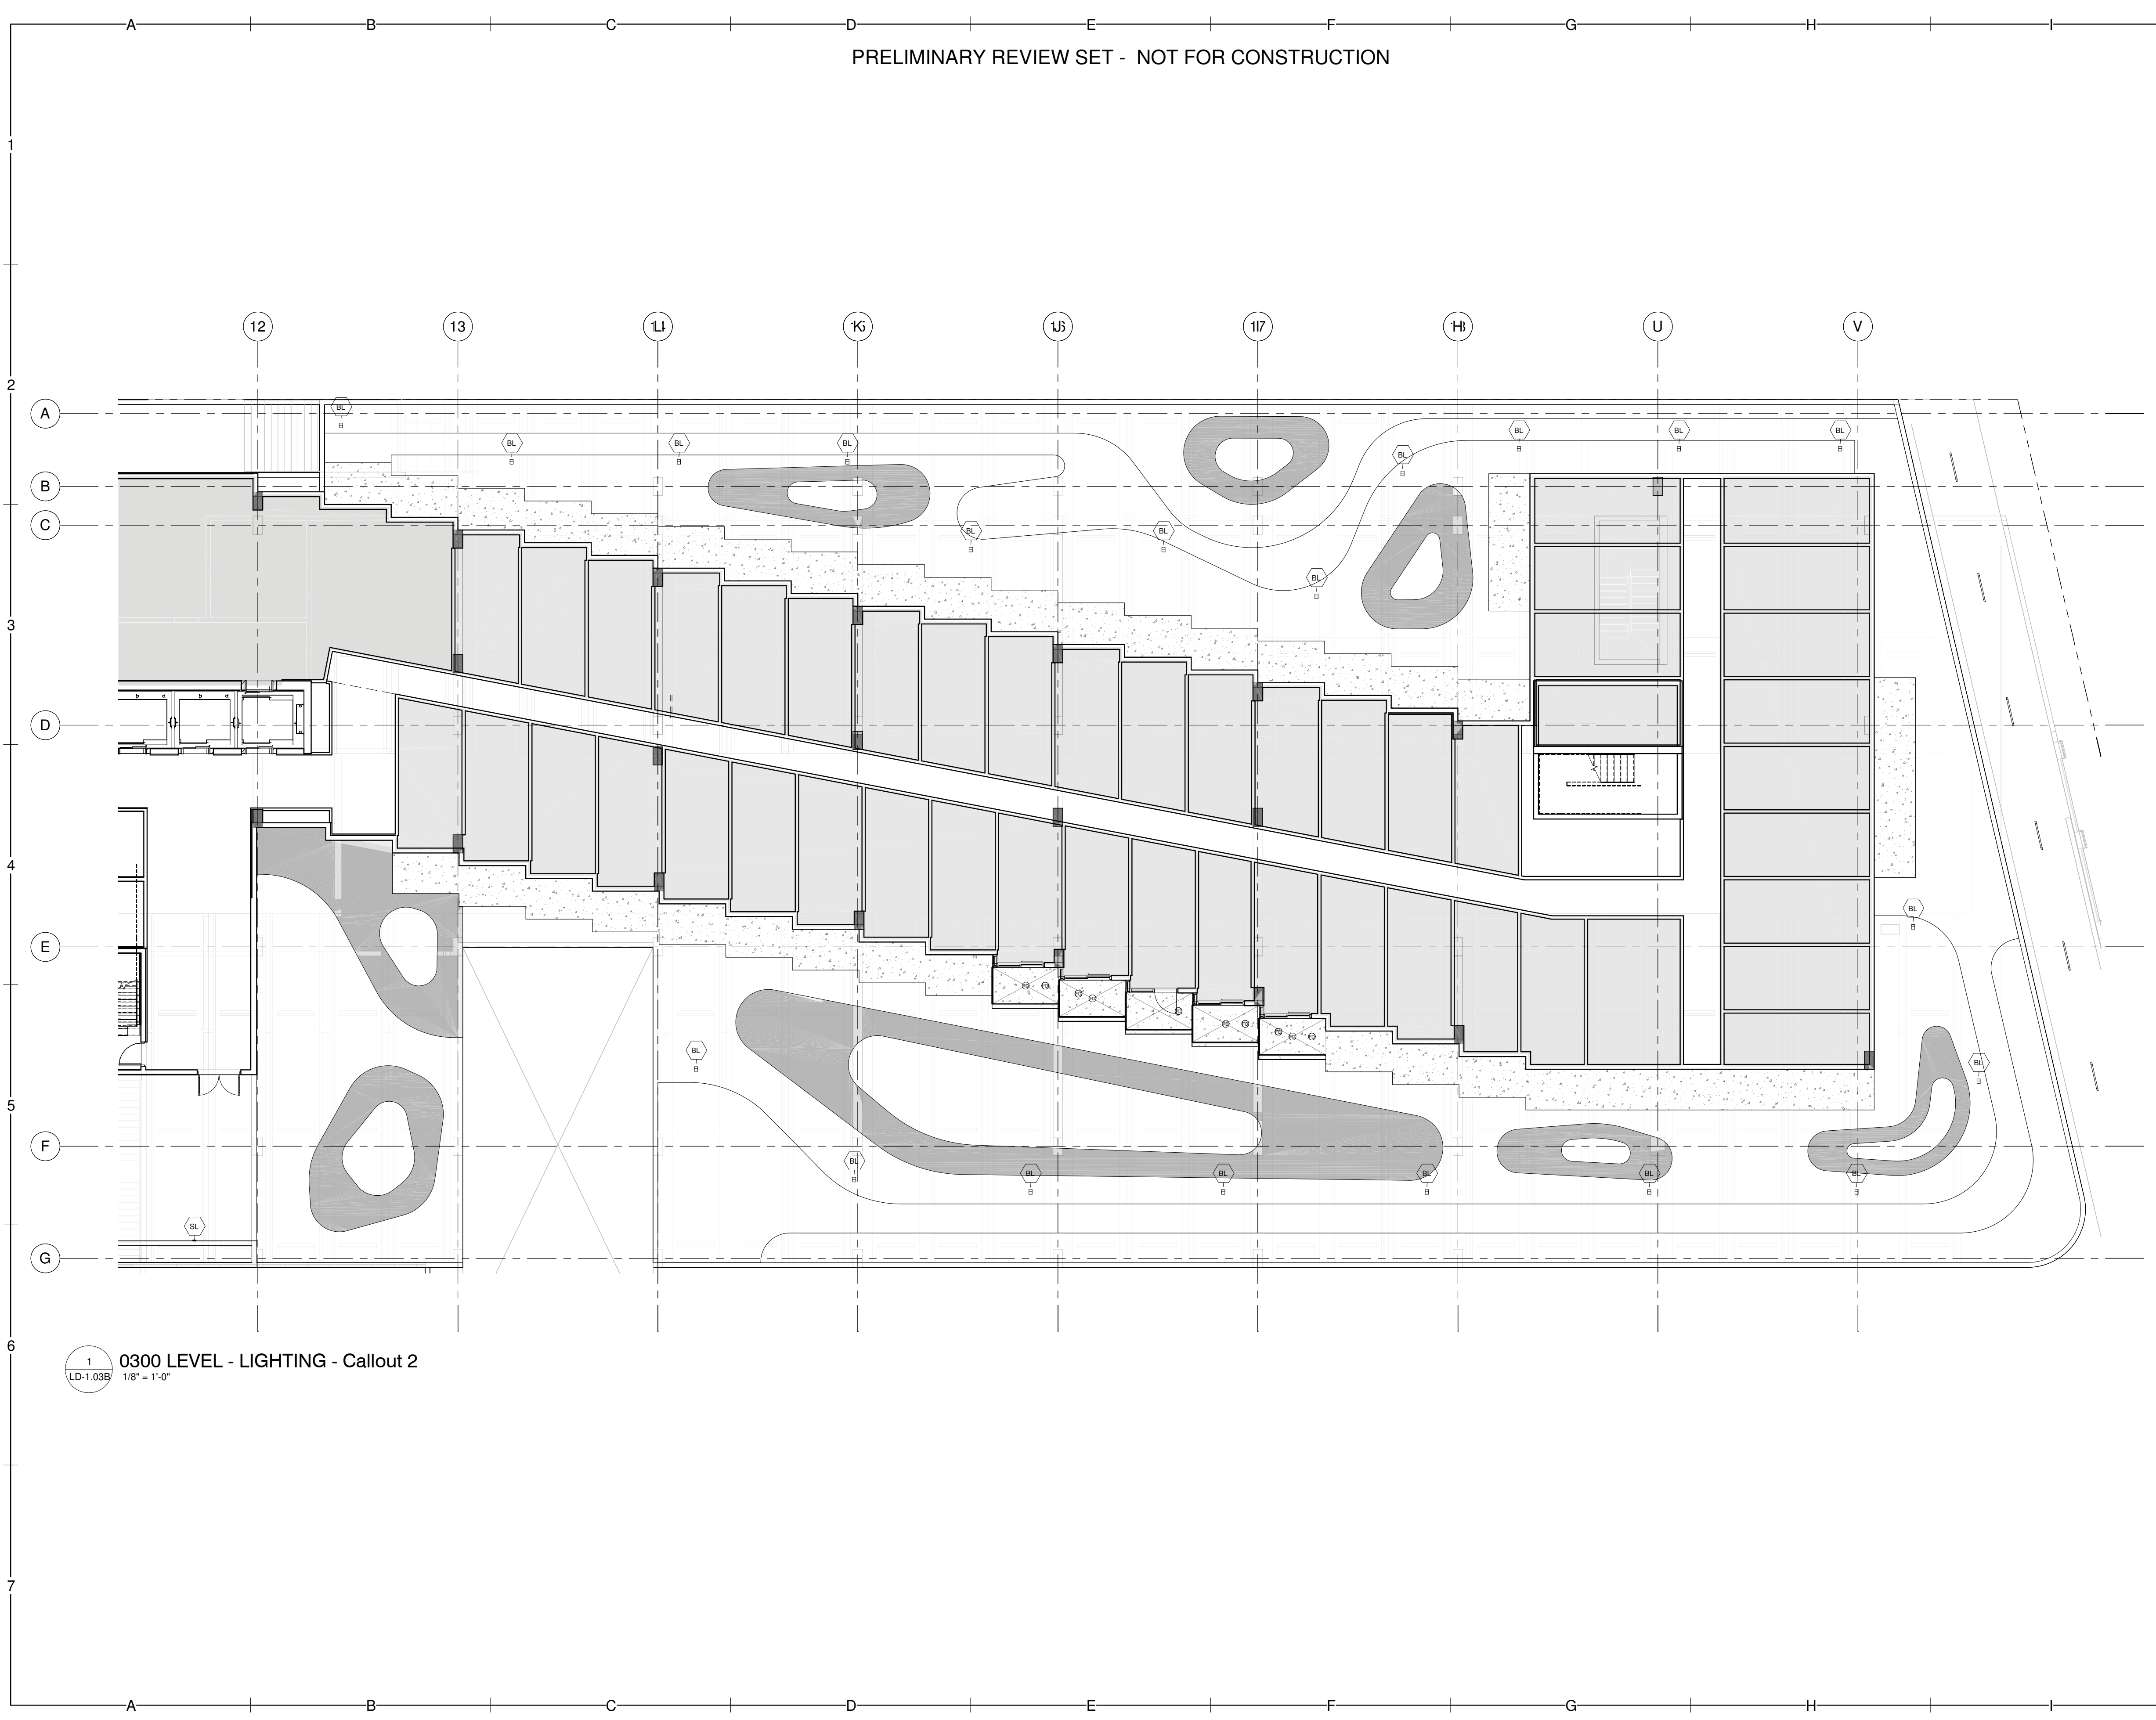 A B C D E F G H I
PRELIMINARY REVIEW SET - NOT FOR CONSTRUCTION
1
12 13 U V
2
A
BL
BL BL BL BL BL BL
BL
B
C
BL BL
BL
3
D
4
BL
E
BL BL
5
F
BL BL BL BL BL BL
SL
G
6
1
0300 LEVEL - LIGHTING - Callout 2
LD-1.03B
1/8" = 1'-0"
7
A B C D E F G H I